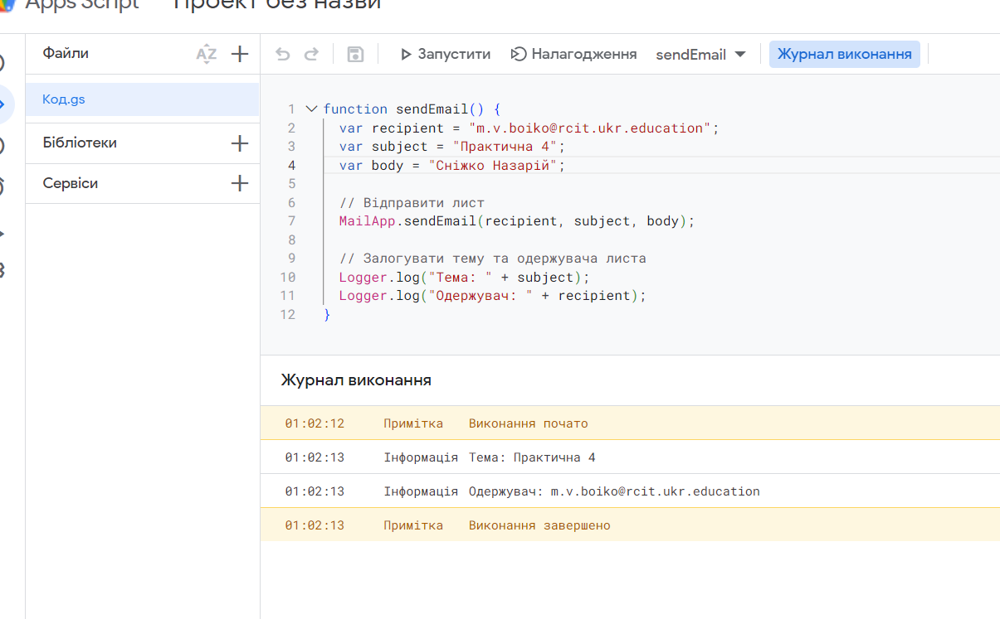 Apps Script Проєкт без назви
Файли
Код.gs
Бібліотеки
Сервіси
Запустити Налагодження sendEmail Журнал виконання
1 function sendEmail() {
2 var recipient = "m.v.boiko@rcit.ukr.education";
3 var subject = "Практична 4";
4 var body = "Сніжко Назарій";
5
6 // Відправити лист
7 MailApp.sendEmail(recipient, subject, body);
8
9 // Залогувати тему та одержувача листа
10 Logger.log("Тема: " + subject);
11 Logger.log("Одержувач: " + recipient);
12 }
Журнал виконання
01:02:12 Примітка Виконання почато
01:02:13 Інформація Тема: Практична 4
01:02:13 Інформація Одержувач: m.v.boiko@rcit.ukr.education
01:02:13 Примітка Виконання завершено